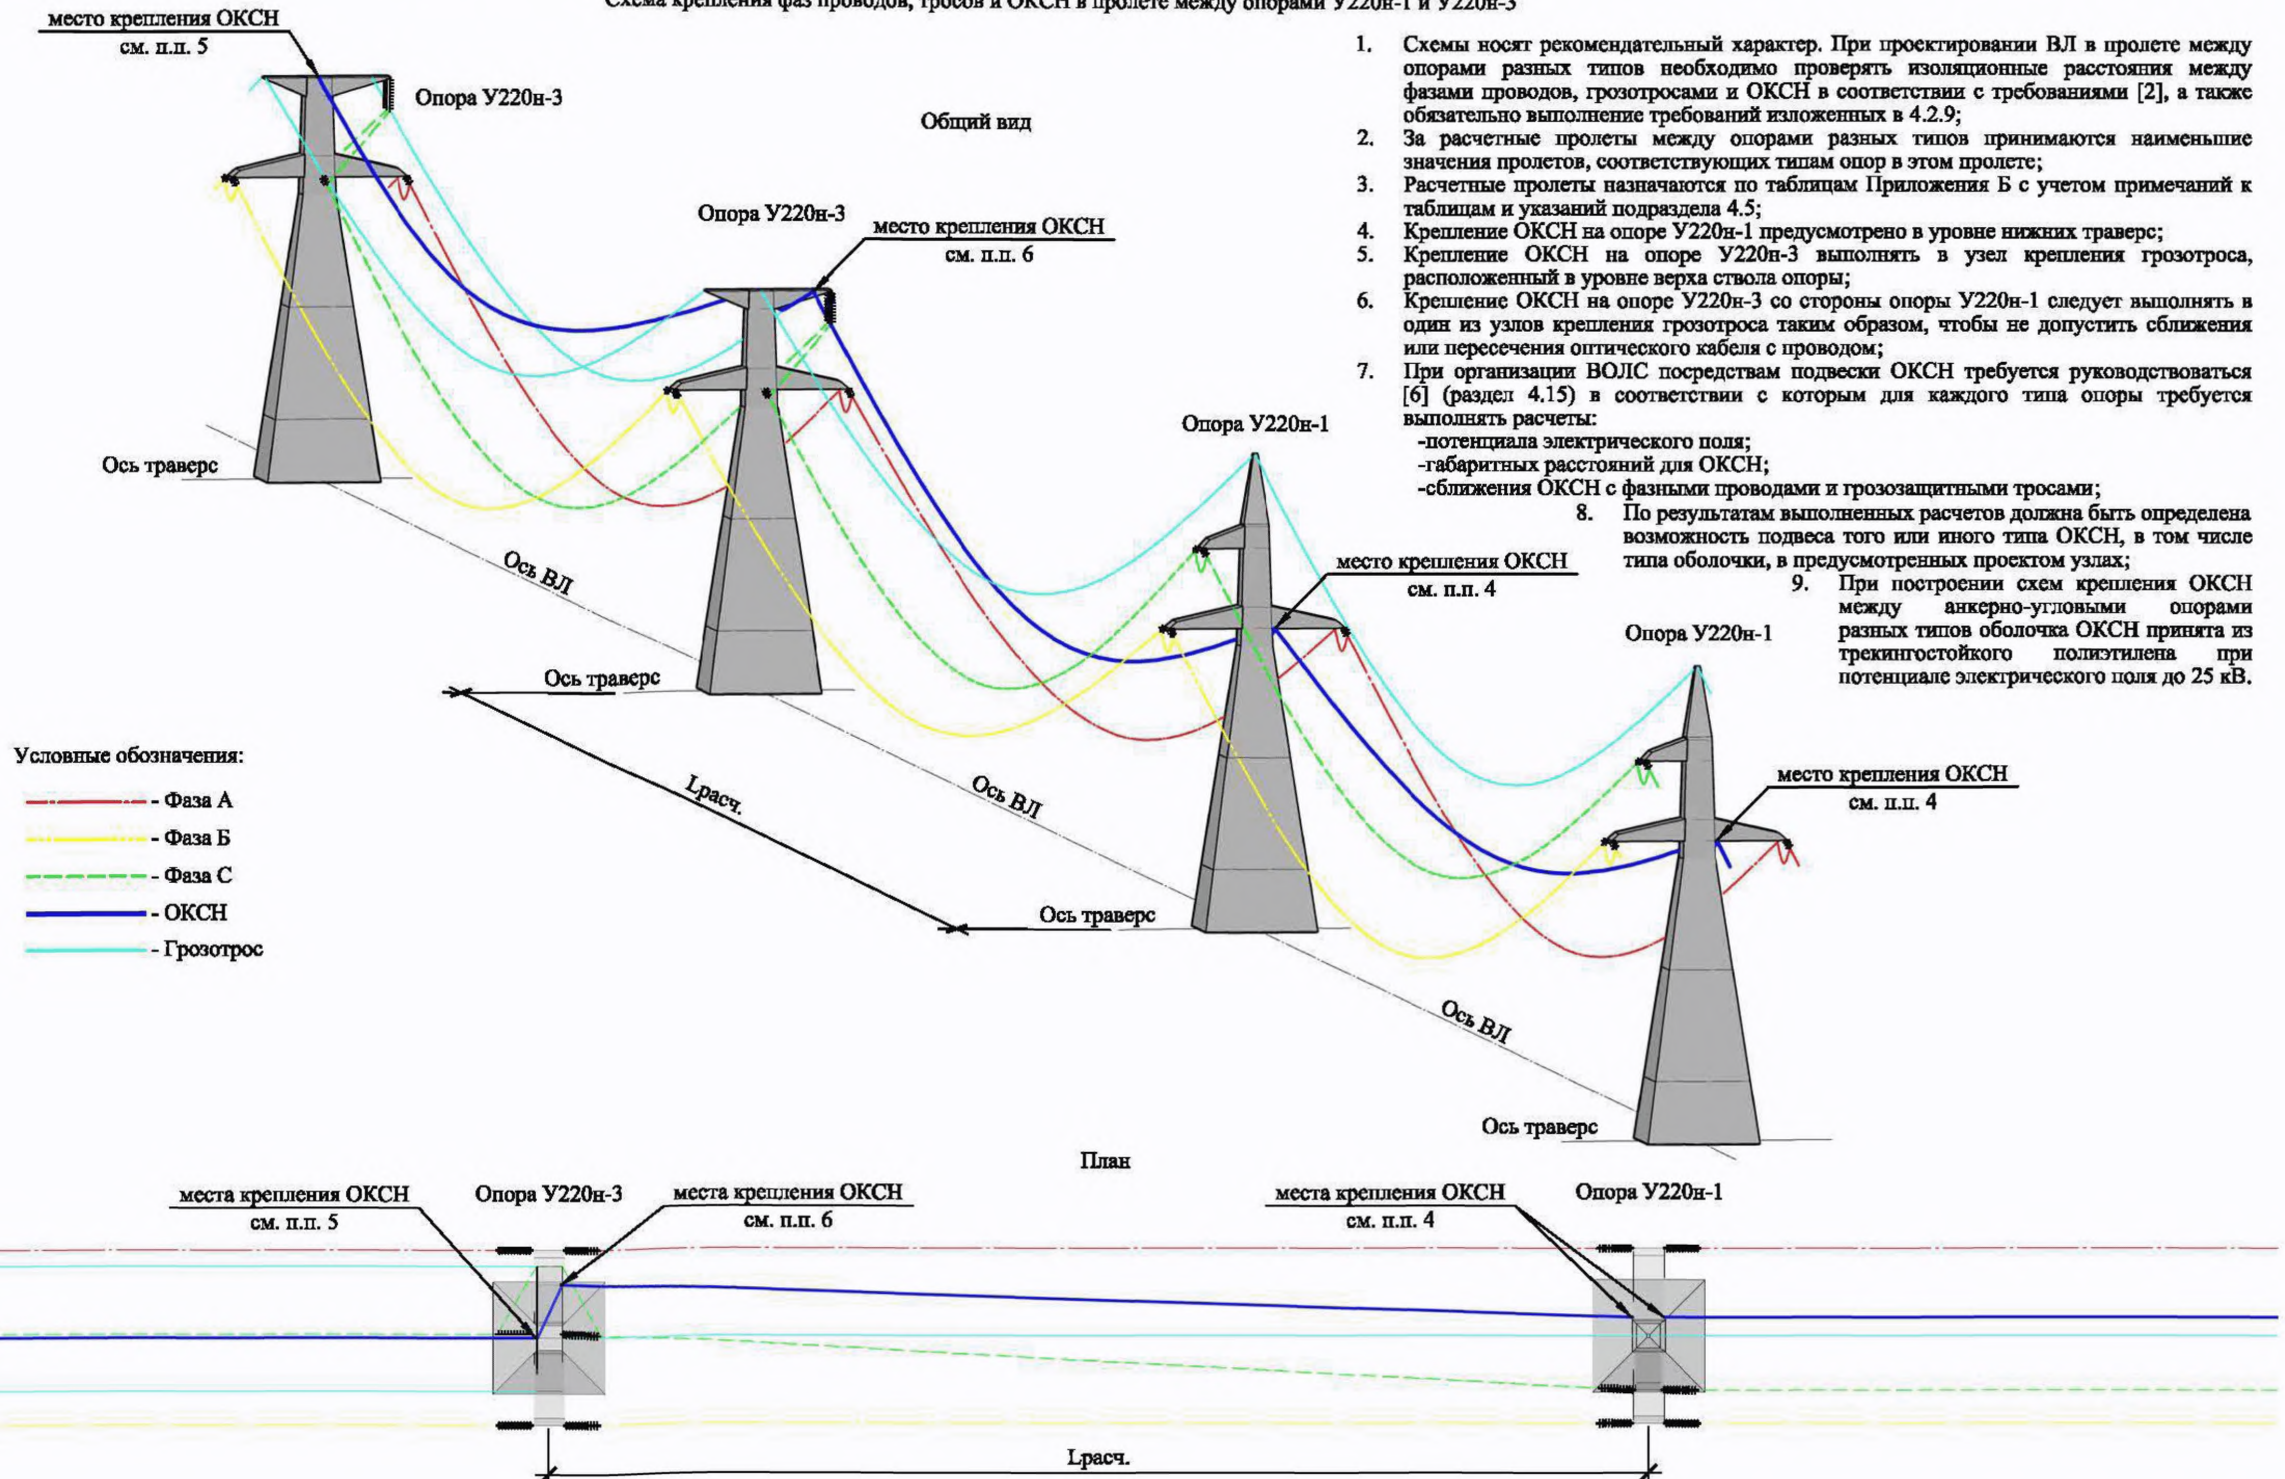 Схема крепления фаз проводов, тросов и ОКСН в пролете между опорами У220н-1 и У220н-3
место крепления ОКСН
см. п.п. 5
Опора У220н-3
Общий вид
Опора У220н-3
место крепления ОКСН
см. п.п. 6
1. Схемы носят рекомендательный характер. При проектировании ВЛ в пролете между
опорами разных типов необходимо проверять изоляционные расстояния между
фазами проводов, грозотросами и ОКСН в соответствии с требованиями [2], а также
обязательно выполнение требований изложенных в 4.2.9;
2. За расчетные пролеты между опорами разных типов принимаются наименьшие
значения пролетов, соответствующих типам опор в этом пролете;
3. Расчетные пролеты назначаются по таблицам Приложения Б с учетом примечаний к
таблицам и указаний подраздела 4.5;
4. Крепление ОКСН на опоре У220н-1 предусмотрено в уровне нижних траверс;
5. Крепление ОКСН на опоре У220н-3 выполнять в узел крепления грозотроса,
расположенный в уровне верха ствола опоры;
6. Крепление ОКСН на опоре У220н-3 со стороны опоры У220н-1 следует выполнять в
один из узлов крепления грозотроса таким образом, чтобы не допустить сближения
или пересечения оптического кабеля с проводом;
7. При организации ВОЛС посредствам подвески ОКСН требуется руководствоваться
[6] (раздел 4.15) в соответствии с которым для каждого типа опоры требуется
выполнять расчеты:
-потенциала электрического поля;
-габаритных расстояний для ОКСН;
-сближения ОКСН с фазными проводами и грозозащитными тросами;
8. По результатам выполненных расчетов должна быть определена
возможность подвеса того или иного типа ОКСН, в том числе
типа оболочки, в предусмотренных проектом узлах;
9. При построении схем крепления ОКСН
между анкерно-угловыми опорами
разных типов оболочка ОКСН принята из
трекингостойкого полиэтилена при
потенциале электрического поля до 25 кВ.
Опора У220н-1
место крепления ОКСН
см. п.п. 4
Опора У220н-1
место крепления ОКСН
см. п.п. 4
Ось траверс
Ось ВЛ
Ось траверс
Lрасч.
Ось ВЛ
Ось траверс
Ось ВЛ
Ось траверс
Условные обозначения:
- Фаза А
- Фаза Б
- Фаза С
- ОКСН
- Грозотрос
План
места крепления ОКСН
см. п.п. 5
Опора У220н-3
места крепления ОКСН
см. п.п. 6
места крепления ОКСН
см. п.п. 4
Опора У220н-1
Lрасч.